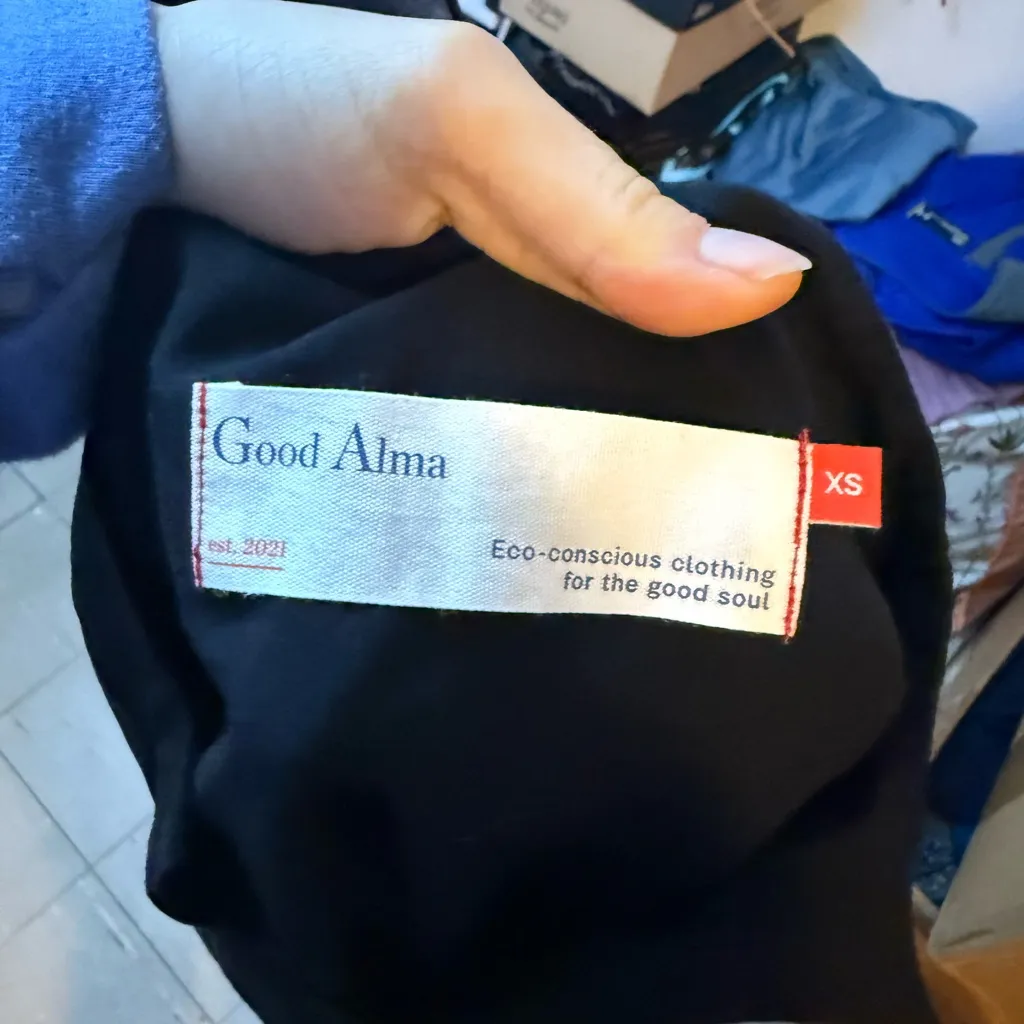 Good Alma
est. 2021
Eco-conscious clothing
for the good soul
XS